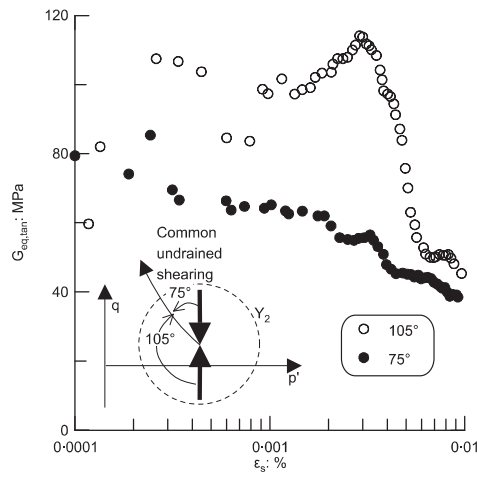 120
80
40
0
G eq,tan: MPa
Common
undrained
shearing
75°
105°
Y2
q
p'
105°
75°
0·0001
0·001
0·01
εs: %